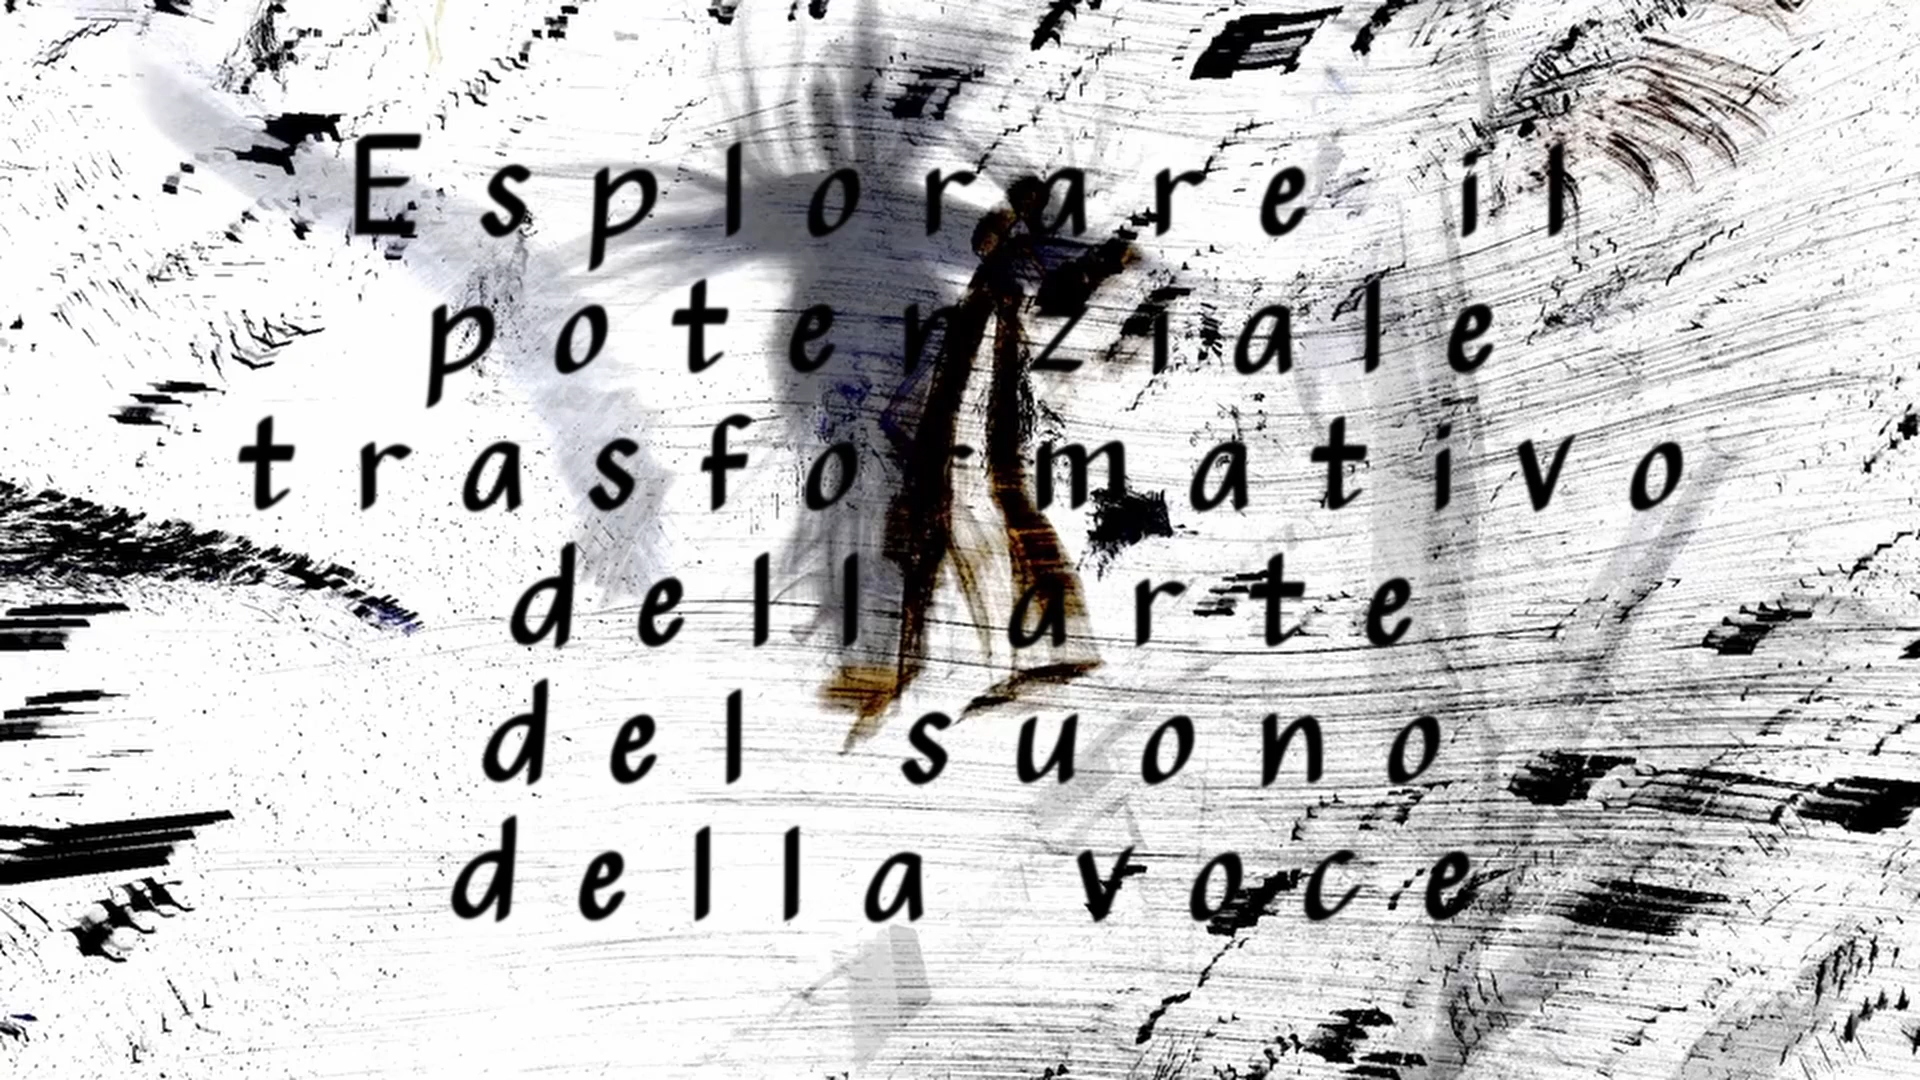 Esplorare il
potenziale
trasformativo
dell arte
del suono
della voce